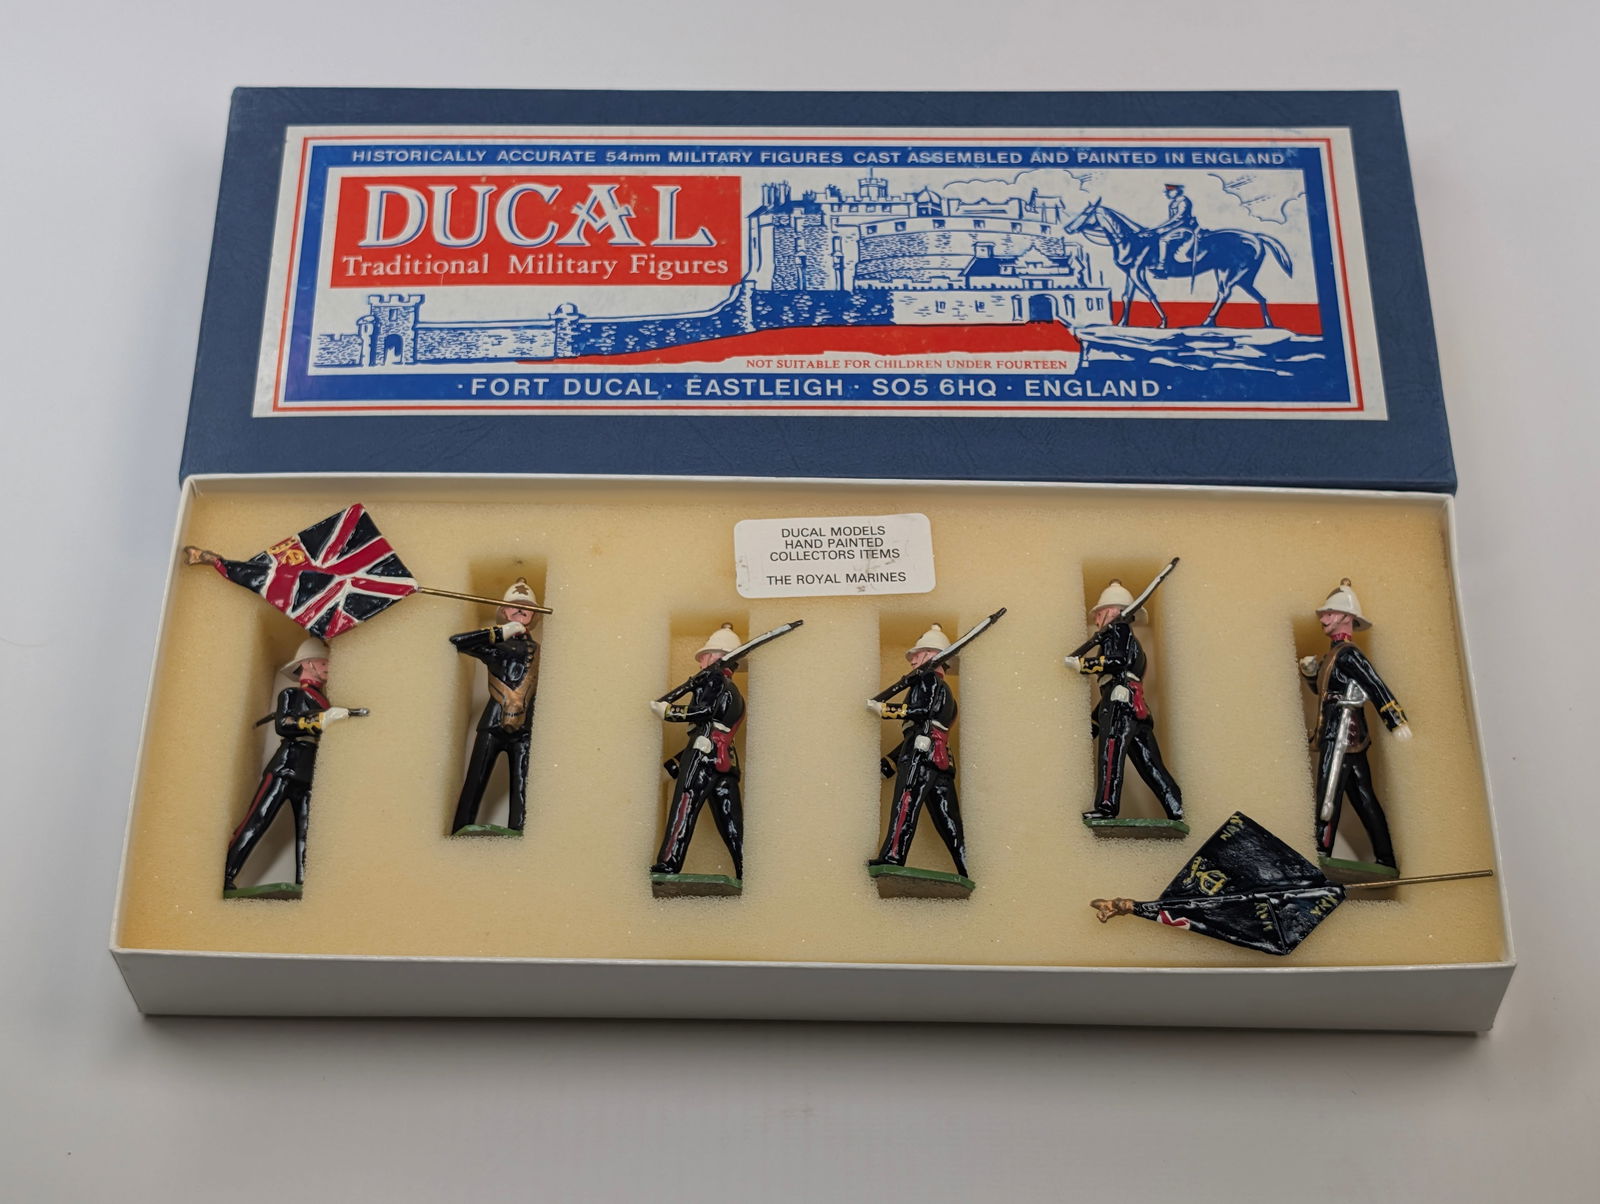 HISTORICALLY ACCURATE 54mm MILITARY FIGURES CAST ASSEMBLED AND PAINTED IN ENGLAND
DUCAL
Traditional Military Figures
NOT SUITABLE FOR CHILDREN UNDER FOURTEEN
· FORT DUCAL · EASTLEIGH · SO5 6HQ · ENGLAND ·
DUCAL MODELS
HAND PAINTED
COLLECTORS ITEMS
THE ROYAL MARINES